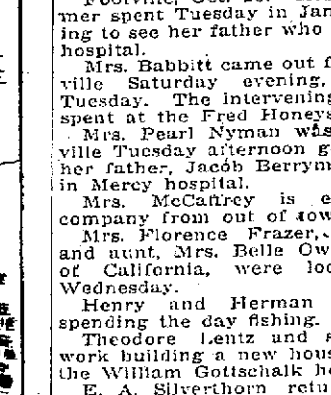 mer spent Tuesday in Jan
ing to see her father who
hospital.
Mrs. Babbitt came out f
ville Saturday evening,
Tuesday. The intervening
spent at the Fred Honeys
Mrs. Pearl Nyman was
ville Tuesday afternoon g
her father, Jacob Berrym
in Mercy hospital.
Mrs. McCaffrey is e
company from out of tow
Mrs. Florence Frazer,
and aunt, Mrs. Belle Ow
of California, were loc
Wednesday.
Henry and Herman
spending the day fishing.
Theodore Lentz and s
work building a new hous
the William Gottschalk h
E. A. Silverthorn retu